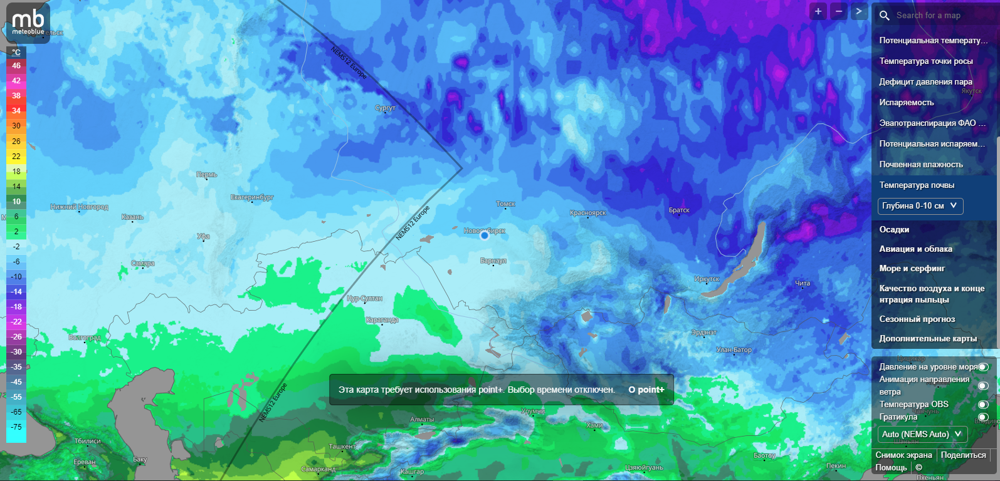 mb
meteoblue
°C
46
42
38
34
30
26
22
18
14
10
6
2
-2
-6
-10
-14
-18
-22
-26
-30
-35
-45
-55
-65
-75
NEMS12 Europe
Сургут
Пермь
Екатеринбург
Нижний Новгород
Казань
Уфа
Самара
Томск
NEMS12 Europe
Новосибирск
Красноярск
Братск
Барнаул
Иркутск
Чита
Нур-Султан
Караганда
Волгоград
Эрдэнэт
Улан-Батор
NEMS12 Europe
Эта карта требует использования point+. Выбор времени отключен. О point+
Урумчи
Алматы
Хами
Тбилиси
Ташкент
Ереван
Баку
Самарканд
Кашгар
Баотоу
Цзяюйгуань
Пекин
+ − >
Search for a map
Потенциальная температу…
Температура точки росы
Дефицит давления пара
Якутск
Испаряемость
Эвапотранспирация ФАО …
Потенциальная испаряем…
Почвенная влажность
Температура почвы
Глубина 0-10 см
Осадки
Авиация и облака
Море и серфинг
Качество воздуха и конце
нтрация пыльцы
Сезонный прогноз
Дополнительные карты
Цицикар
Давление на уровне моря
Анимация направления
ветра
Температура OBS
Чанчунь
Гратикула
Auto (NEMS Auto)
Шэньян
Снимок экрана
Поделиться
Помощь
©
Пхеньян